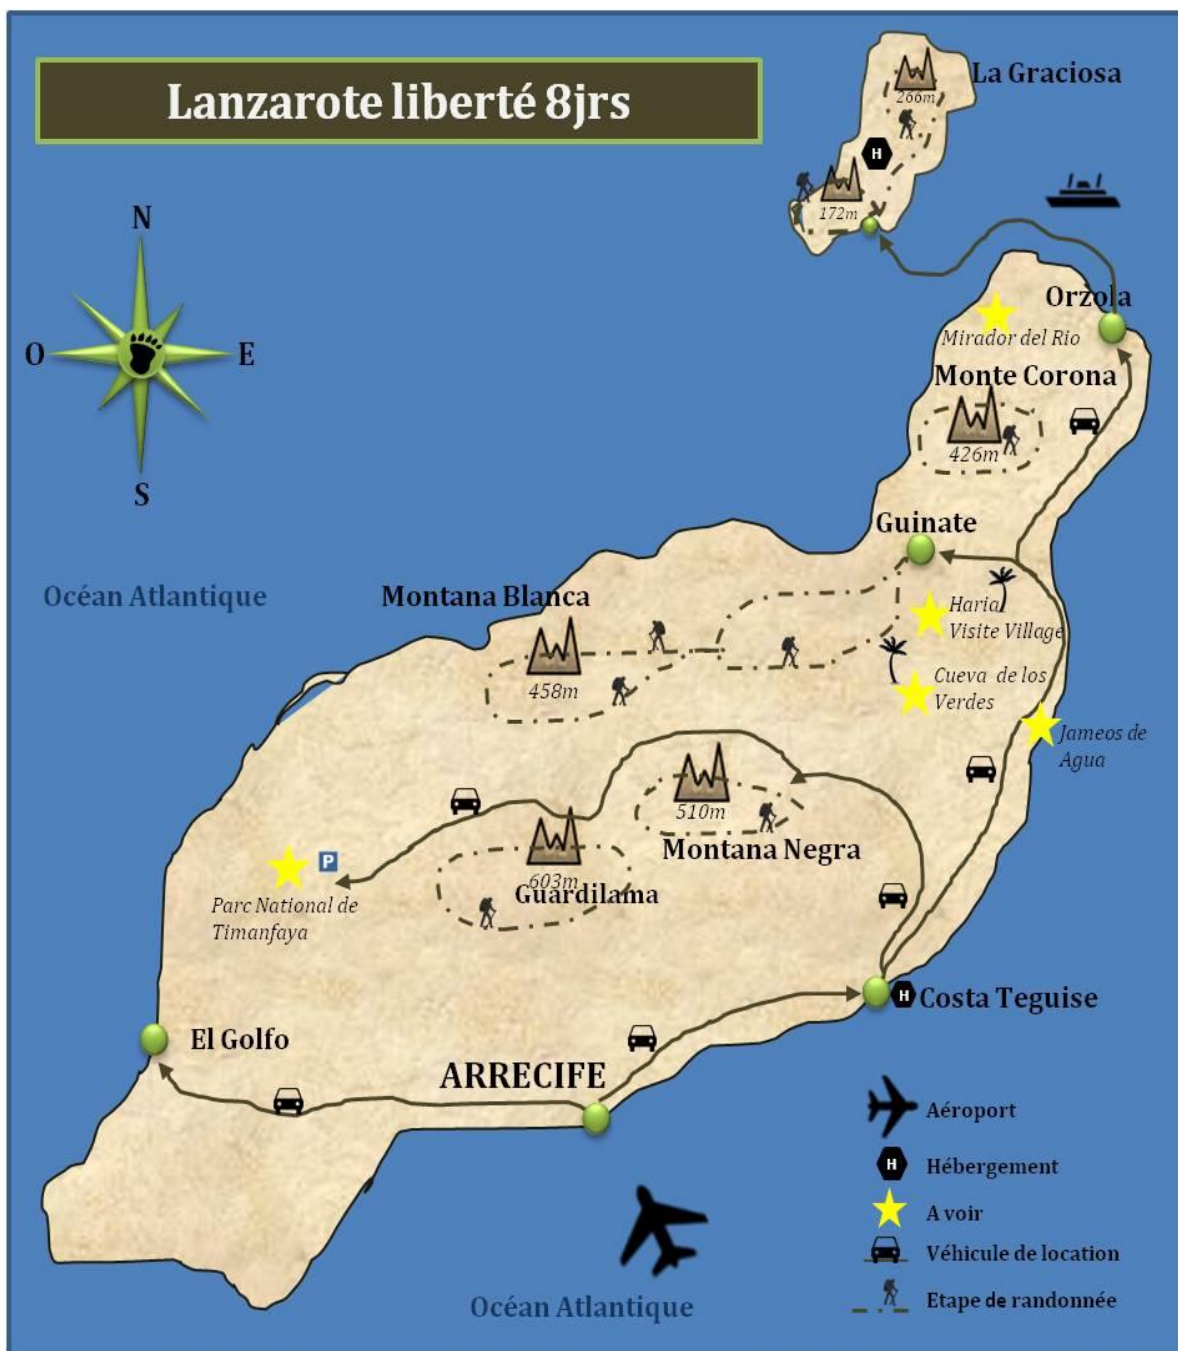 Lanzarote liberté 8jrs
La Graciosa
266m
H
172m
N
O
E
S
Orzola
Mirador del Rio
Monte Corona
426m
Guinate
Océan Atlantique
Montana Blanca
Haria
Visite Village
458m
Cueva de los
Verdes
Jameos de
Agua
510m
Montana Negra
P
603m
Guardilama
Parc National de
Timanfaya
H
Costa Teguise
El Golfo
ARRECIFE
Aéroport
H
Hébergement
A voir
Véhicule de location
Etape de randonnée
Océan Atlantique